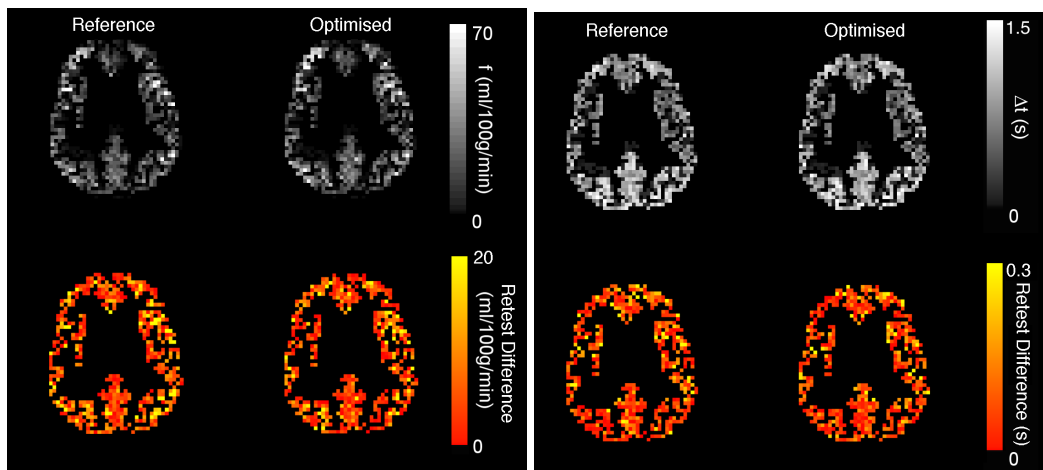 Reference
Optimised
70
f (ml/100g/min)
0
20
Retest Difference
(ml/100g/min)
0
Reference
Optimised
1.5
Δt (s)
0
0.3
Retest Difference (s)
0